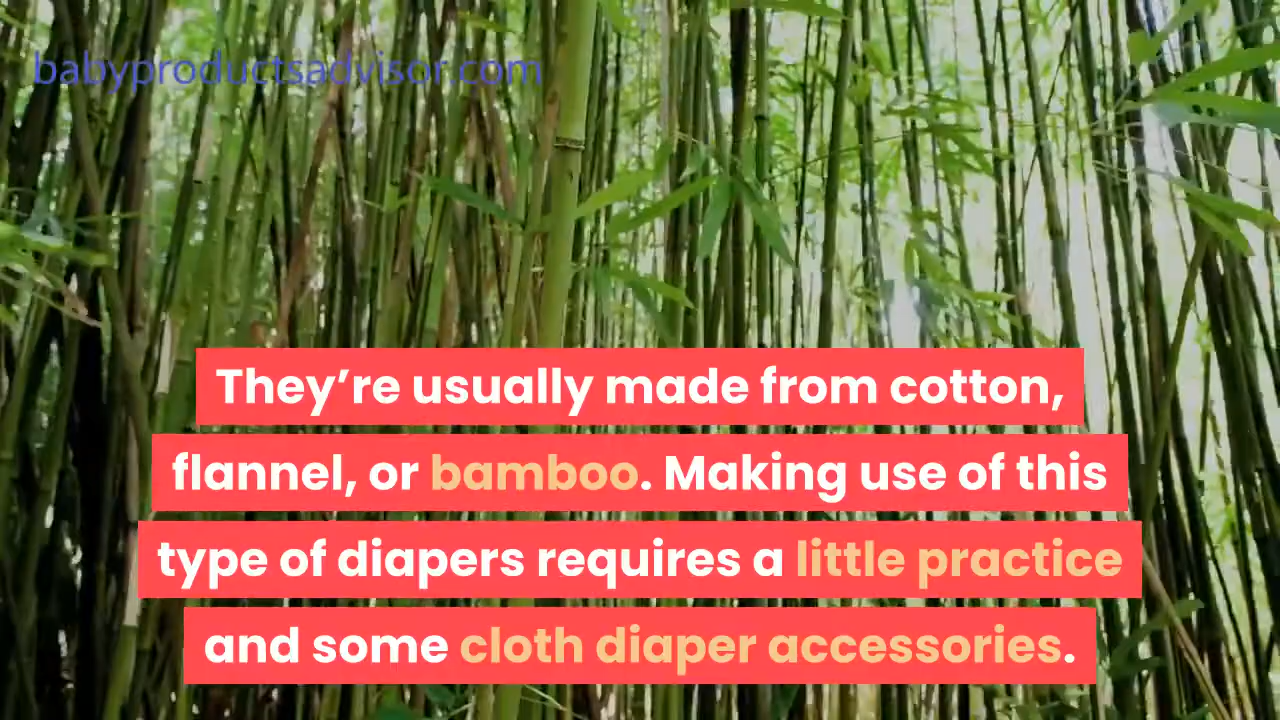 babyproductsadvisor.com
They’re usually made from cotton,
flannel, or bamboo. Making use of this
type of diapers requires a little practice
and some cloth diaper accessories.